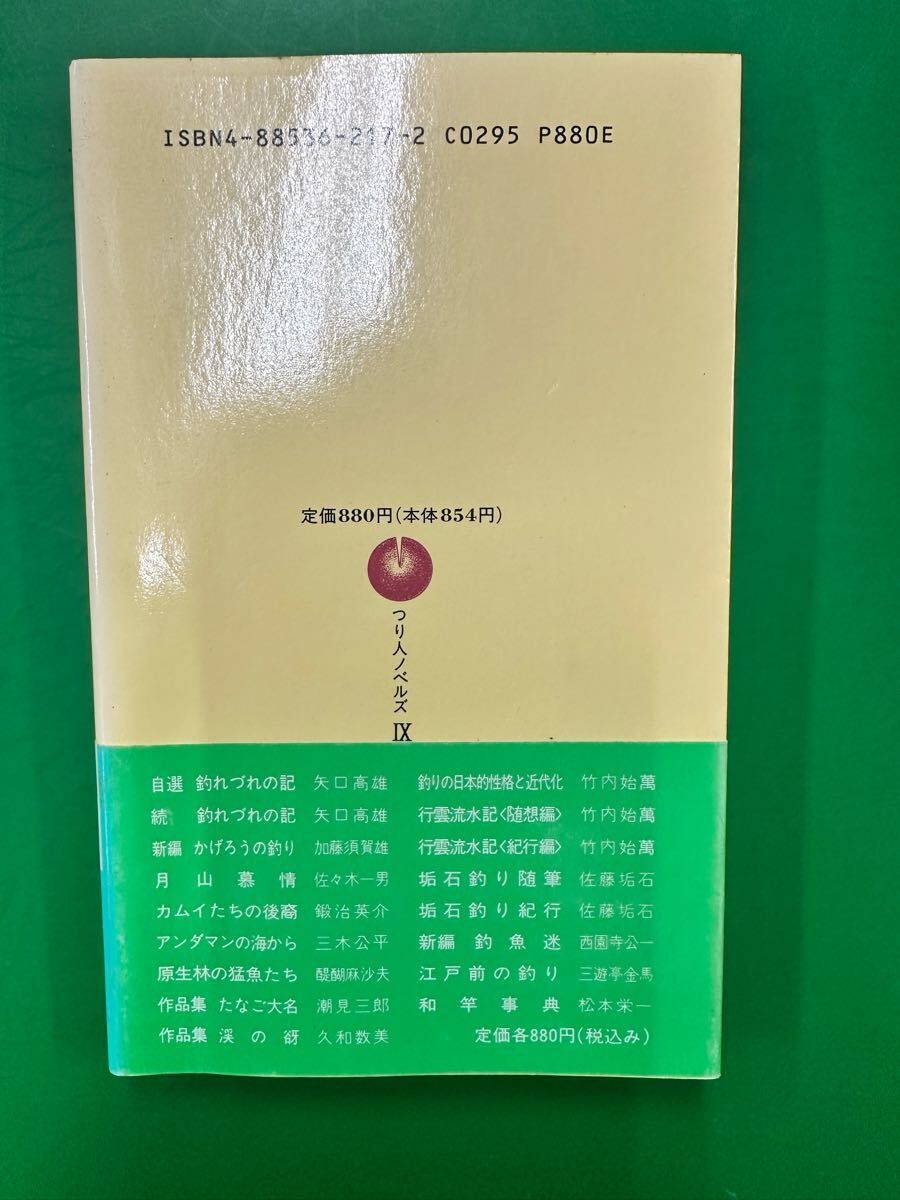 ISBN4-88536-217-2 C0295 P880E
定価880円(本体854円)
つり人ノベルズ IX
自選 釣れづれの記 矢口高雄
続 釣れづれの記 矢口高雄
新編 かげろうの釣り 加藤須賀雄
月山慕情 佐々木一男
カムイたちの後裔 鍛治英介
アンダマンの海から 三木公平
原生林の猛魚たち 醍醐麻沙夫
作品集 たなご大名 潮見三郎
作品集 渓の谺 久和数美
釣りの日本的性格と近代化 竹内始萬
行雲流水記〈随想編〉 竹内始萬
行雲流水記〈紀行編〉 竹内始萬
垢石釣り随筆 佐藤垢石
垢石釣り紀行 佐藤垢石
新編 釣魚迷 西園寺公一
江戸前の釣り 三遊亭金馬
和竿事典 松本栄一
定価各880円(税込み)